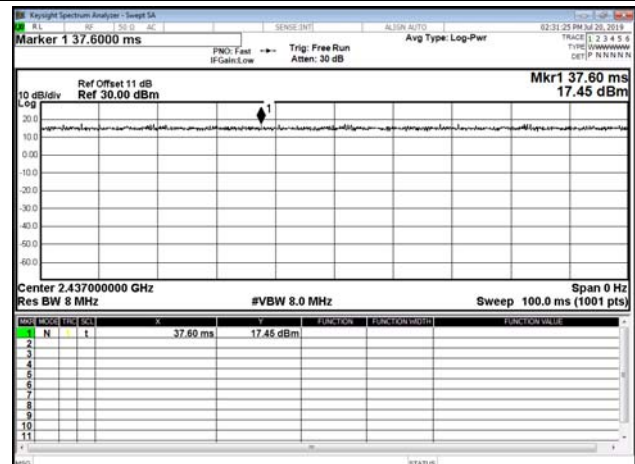 Keysight Spectrum Analyzer - Swept SA
RL RF 50 Ω AC SENSE:INT ALIGN AUTO 02:31:25 PM Jul 20, 2019
Marker 1 37.6000 ms
PNO: Fast
IFGain:Low
Trig: Free Run
Atten: 30 dB
Avg Type: Log-Pwr
TRACE 1 2 3 4 5 6
TYPE WWWWWW
DET P N N N N N
Ref Offset 11 dB
10 dB/div Ref 30.00 dBm
Log
Mkr1 37.60 ms
17.45 dBm
1
20.0
10.0
0.00
-10.0
-20.0
-30.0
-40.0
-50.0
-60.0
Center 2.437000000 GHz Span 0 Hz
Res BW 8 MHz #VBW 8.0 MHz Sweep 100.0 ms (1001 pts)
MKR MODE TRC SCL X Y FUNCTION FUNCTION WIDTH FUNCTION VALUE
1 N 1 t 37.60 ms 17.45 dBm
2
3
4
5
6
7
8
9
10
11
MSG STATUS